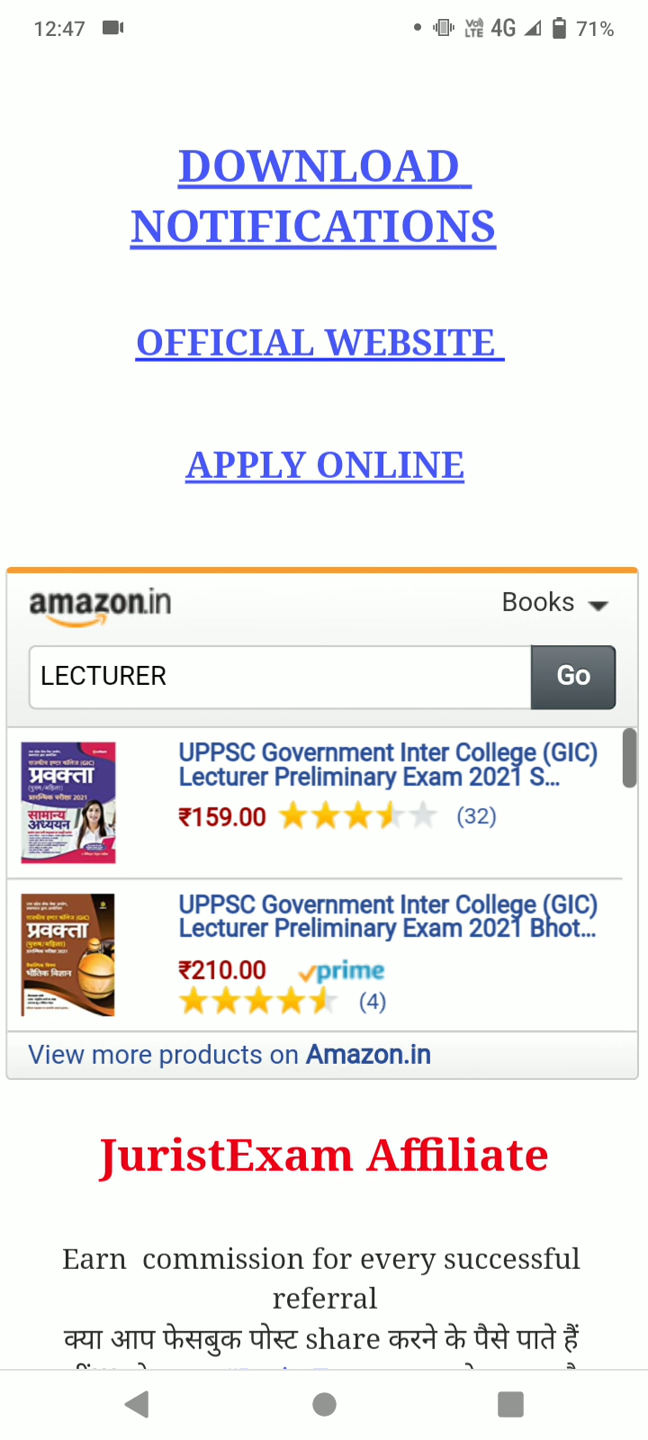 12:47
4G 71%
DOWNLOAD
NOTIFICATIONS
OFFICIAL WEBSITE
APPLY ONLINE
amazon.in
Books
LECTURER
Go
प्रवक्ता
सामान्य
अध्ययन
UPPSC Government Inter College (GIC)
Lecturer Preliminary Exam 2021 S...
₹159.00 (32)
प्रवक्ता
भौतिक विज्ञान
UPPSC Government Inter College (GIC)
Lecturer Preliminary Exam 2021 Bhot...
₹210.00 prime
(4)
View more products on Amazon.in
JuristExam Affiliate
Earn commission for every successful
referral
क्या आप फेसबुक पोस्ट share करने के पैसे पाते हैं